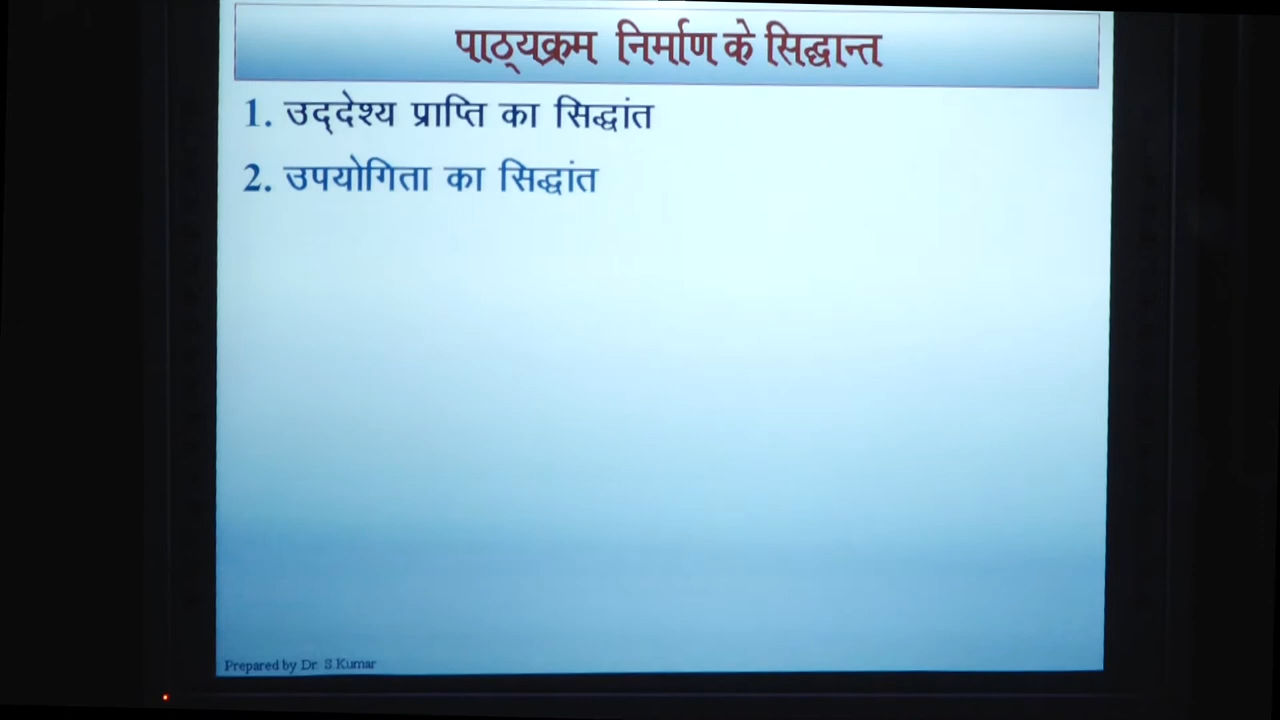 पाठ्यक्रम निर्माण के सिद्धान्त
1. उद्देश्य प्राप्ति का सिद्धांत
2. उपयोगिता का सिद्धांत
Prepared by Dr. S.Kumar